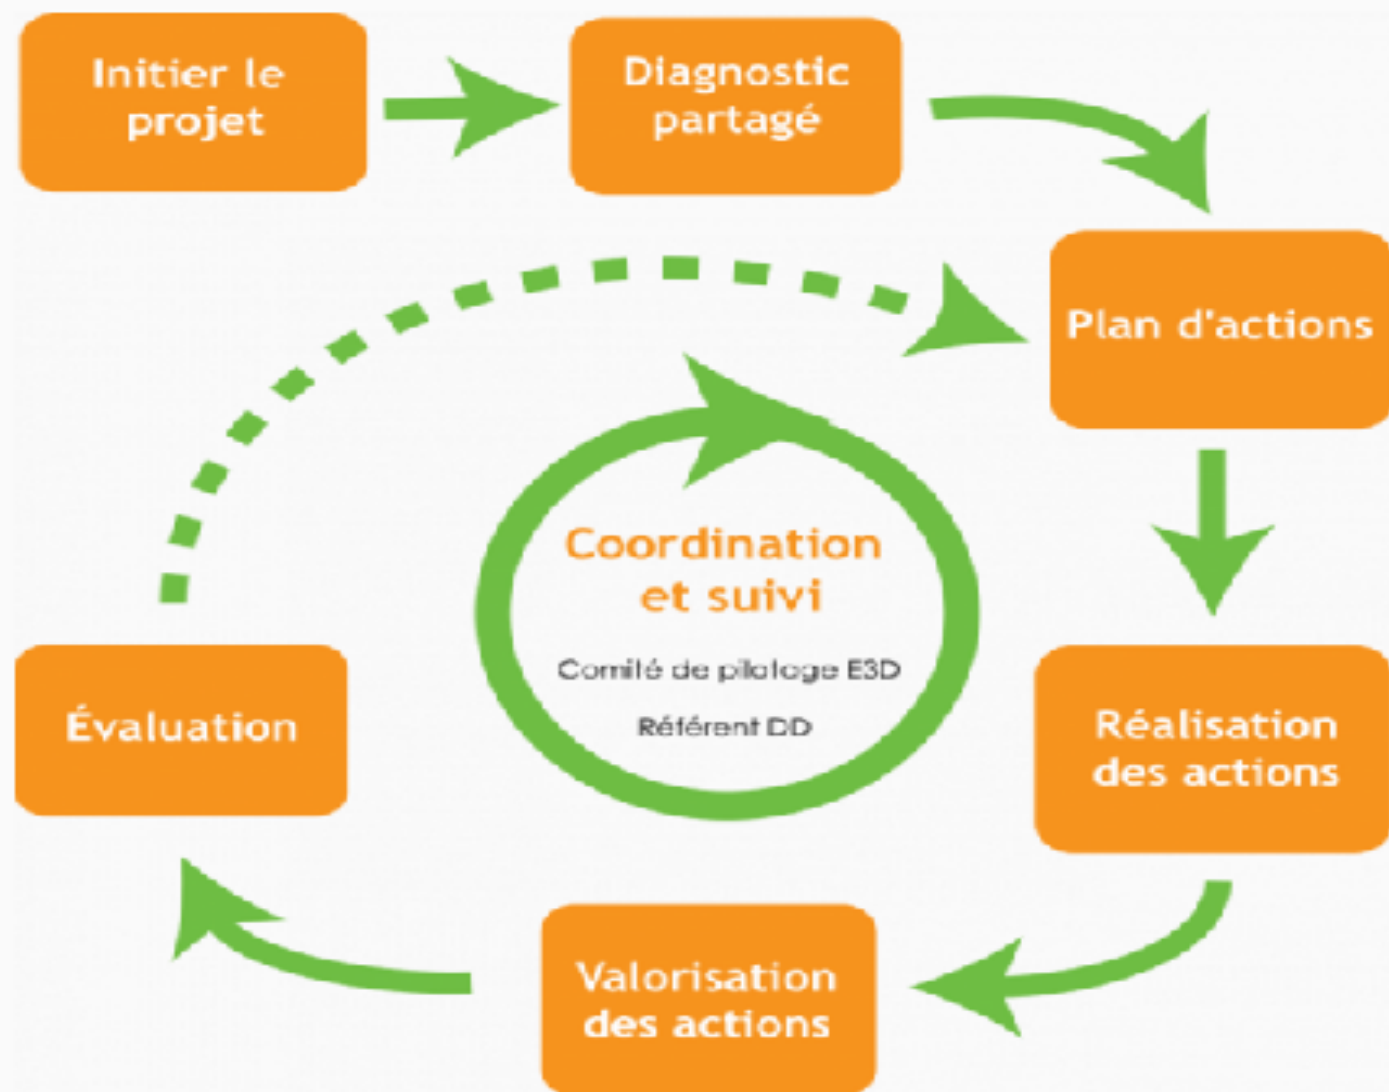 Initier le
projet
Diagnostic
partagé
Plan d'actions
Réalisation
des actions
Valorisation
des actions
Évaluation
Coordination
et suivi
Comité de pilotage E3D
Référent DD